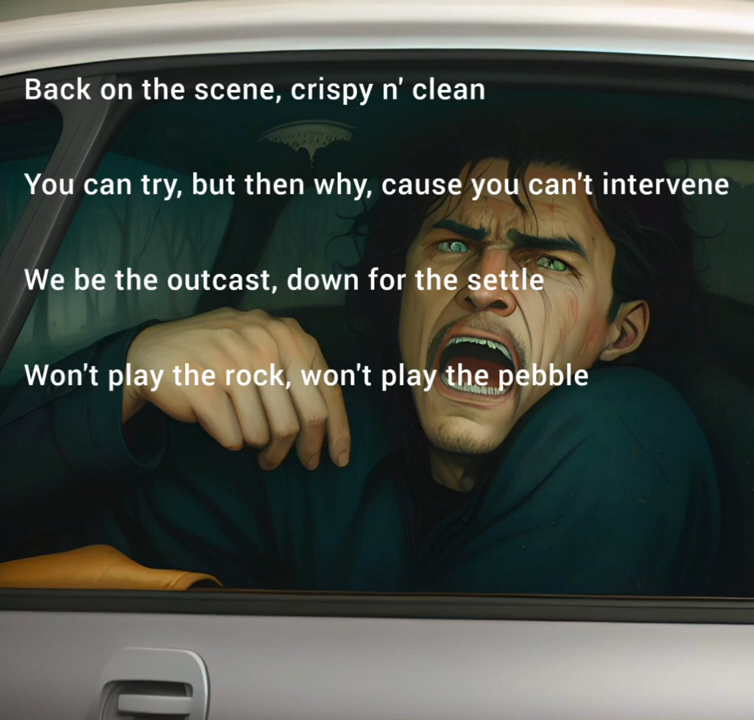 Back on the scene, crispy n' clean
You can try, but then why, cause you can't intervene
We be the outcast, down for the settle
Won't play the rock, won't play the pebble